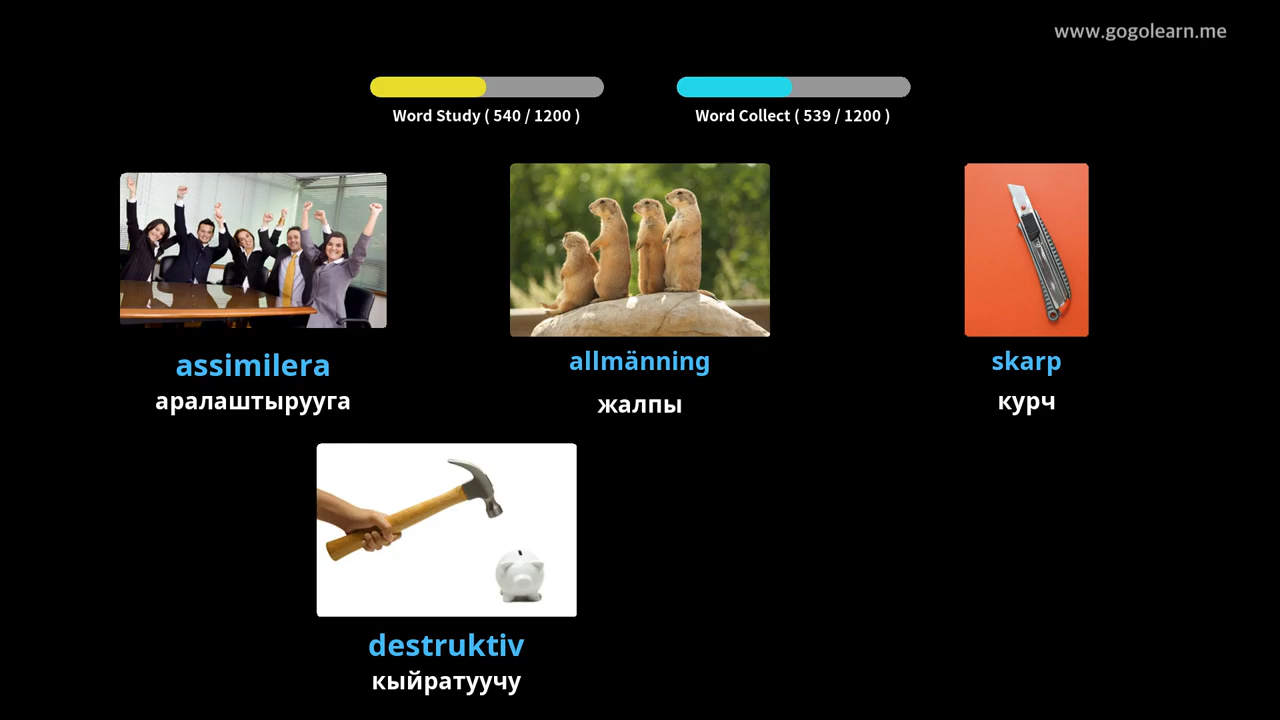 www.gogolearn.me
Word Study ( 540 / 1200 )
Word Collect ( 539 / 1200 )
assimilera
аралаштырууга
allmänning
жалпы
skarp
курч
destruktiv
кыйратуучу